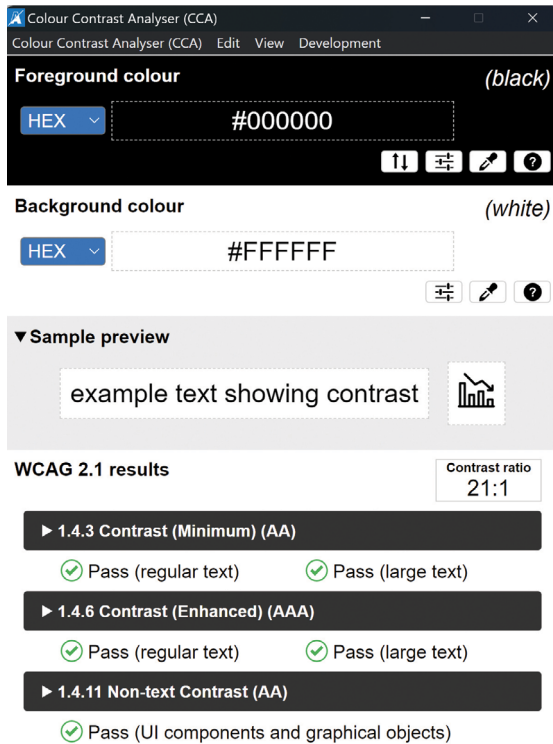 Colour Contrast Analyser (CCA)
Colour Contrast Analyser (CCA) Edit View Development
Foreground colour (black)
HEX #000000
Background colour (white)
HEX #FFFFFF
Sample preview
example text showing contrast
WCAG 2.1 results Contrast ratio
21:1
1.4.3 Contrast (Minimum) (AA)
Pass (regular text) Pass (large text)
1.4.6 Contrast (Enhanced) (AAA)
Pass (regular text) Pass (large text)
1.4.11 Non-text Contrast (AA)
Pass (UI components and graphical objects)